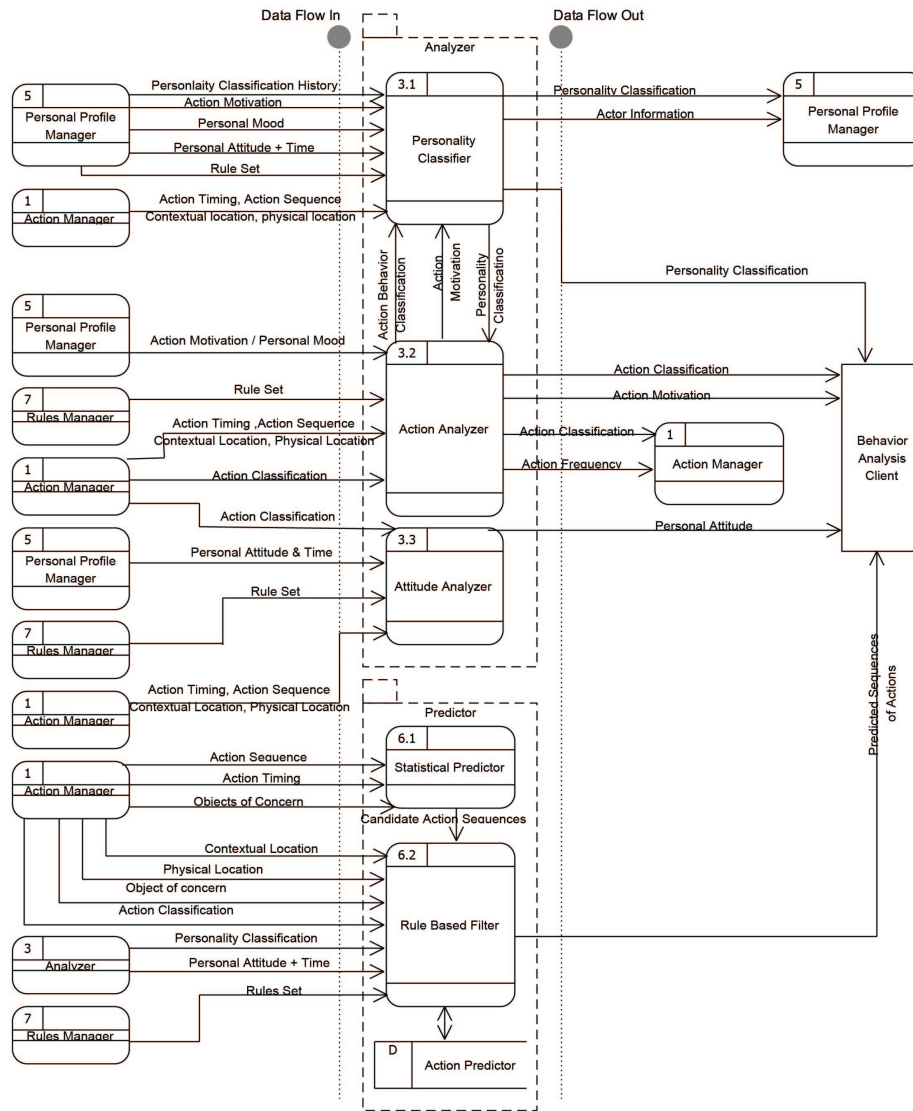 Data Flow In
Data Flow Out
Analyzer
5
Personal Profile
Manager
Personlaity Classification History
Action Motivation
Personal Mood
Personal Attitude + Time
Rule Set
3.1
Personality
Classifier
Personality Classification
Actor Information
5
Personal Profile
Manager
1
Action Manager
Action Timing, Action Sequence
Contextual location, physical location
Action Behavior
Classification
Action
Motivation
Personality
Classificatino
Personality Classification
5
Personal Profile
Manager
Action Motivation / Personal Mood
7
Rules Manager
Rule Set
Action Timing ,Action Sequence
Contextual Location, Physical Location
1
Action Manager
Action Classification
Action Classification
3.2
Action Analyzer
Action Classification
Action Motivation
Action Classification
Action Frequency
1
Action Manager
Behavior
Analysis
Client
5
Personal Profile
Manager
Personal Attitude & Time
3.3
Attitude Analyzer
Personal Attitude
7
Rules Manager
Rule Set
1
Action Manager
Action Timing, Action Sequence
Contextual Location, Physical Location
Predictor
6.1
Statistical Predictor
1
Action Manager
Action Sequence
Action Timing
Objects of Concern
Candidate Action Sequences
Predicted Sequences
of Actions
Contextual Location
Physical Location
Object of concern
Action Classification
6.2
Rule Based Filter
3
Analyzer
Personality Classification
Personal Attitude + Time
7
Rules Manager
Rules Set
D
Action Predictor